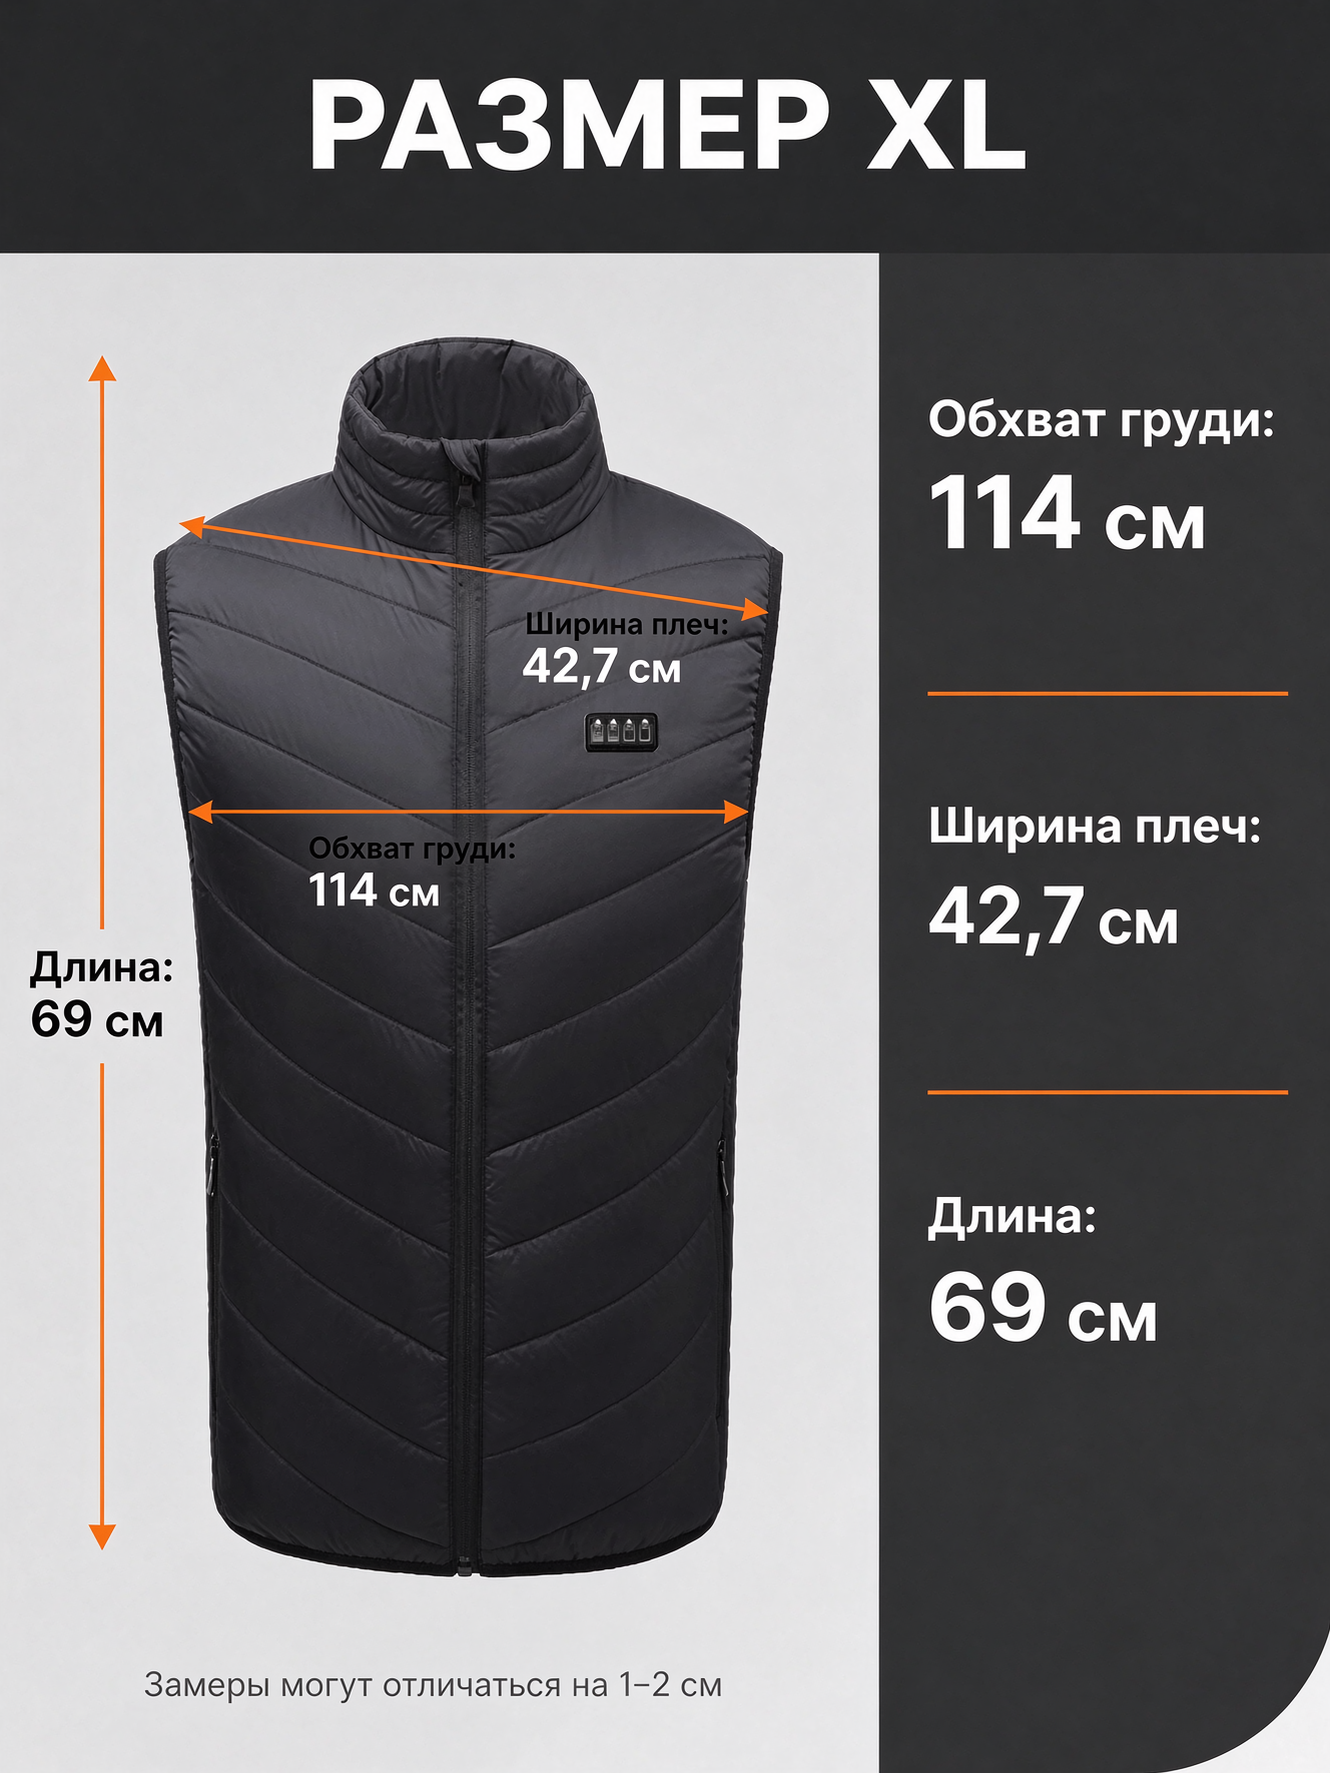 РАЗМЕР XL
Обхват груди:
114 см
Ширина плеч:
42,7 см
Длина:
69 см
Ширина плеч:
42,7 см
Обхват груди:
114 см
Длина:
69 см
Замеры могут отличаться на 1–2 см